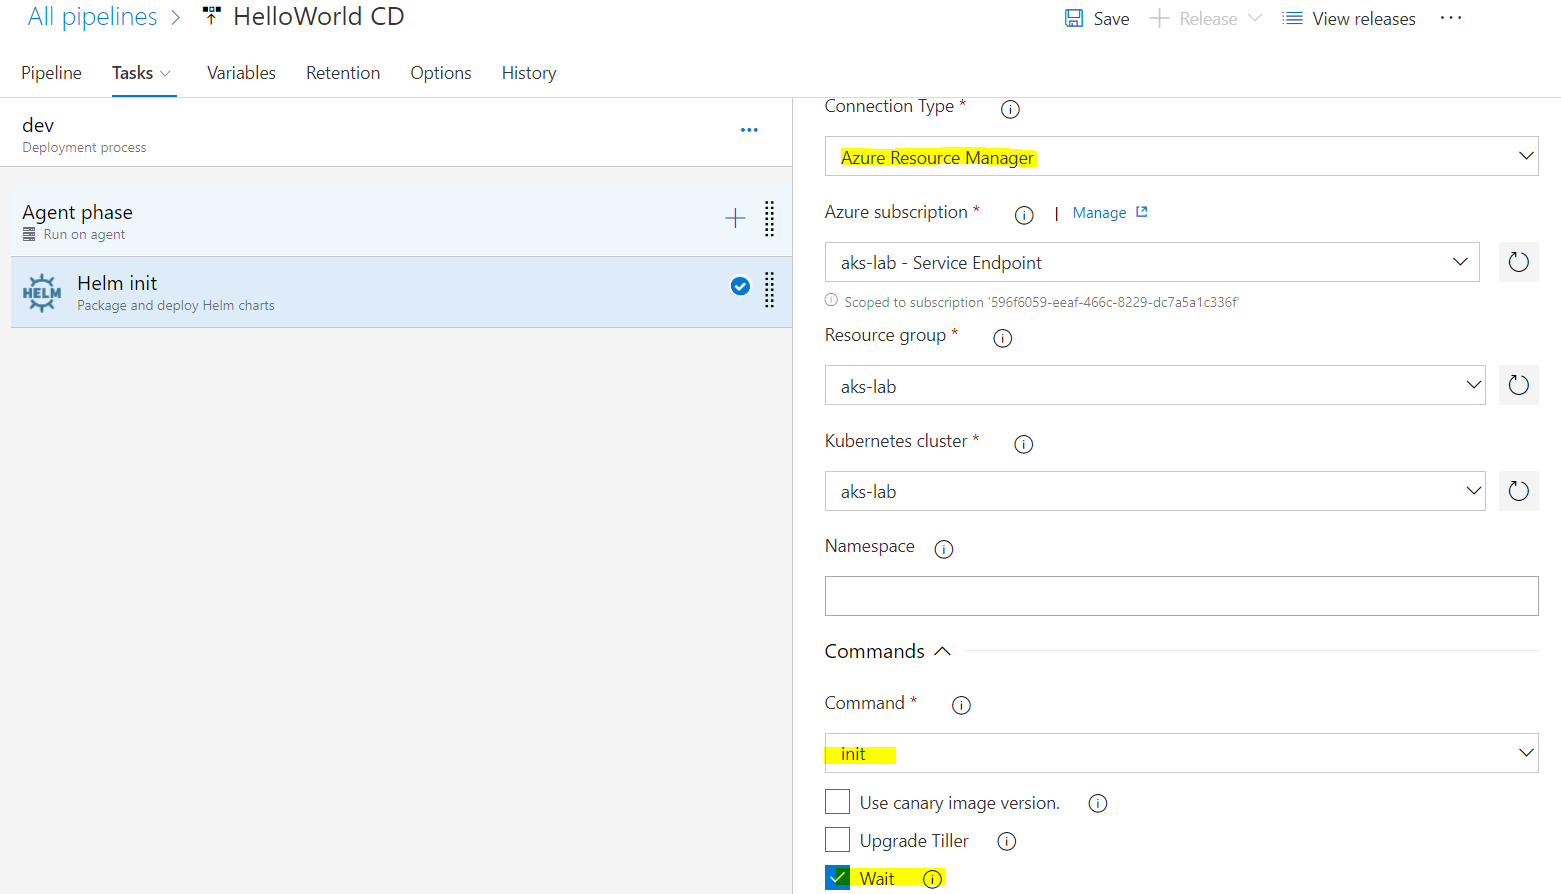 All pipelines > HelloWorld CD
Save Release View releases ...
Pipeline Tasks Variables Retention Options History
dev
Deployment process
Agent phase
Run on agent
HELM
Helm init
Package and deploy Helm charts
Connection Type *
Azure Resource Manager
Azure subscription * | Manage
aks-lab - Service Endpoint
Scoped to subscription '596f6059-eeaf-466c-8229-dc7a5a1c336f'
Resource group *
aks-lab
Kubernetes cluster *
aks-lab
Namespace
Commands
Command *
init
Use canary image version.
Upgrade Tiller
Wait